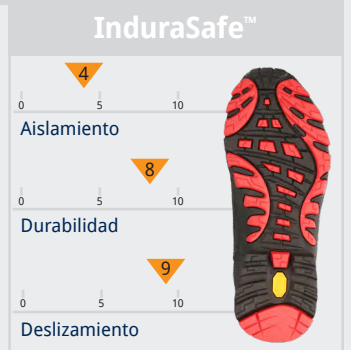 InduraSafe™
4
0 5 10
Aislamiento
8
0 5 10
Durabilidad
9
0 5 10
Deslizamiento